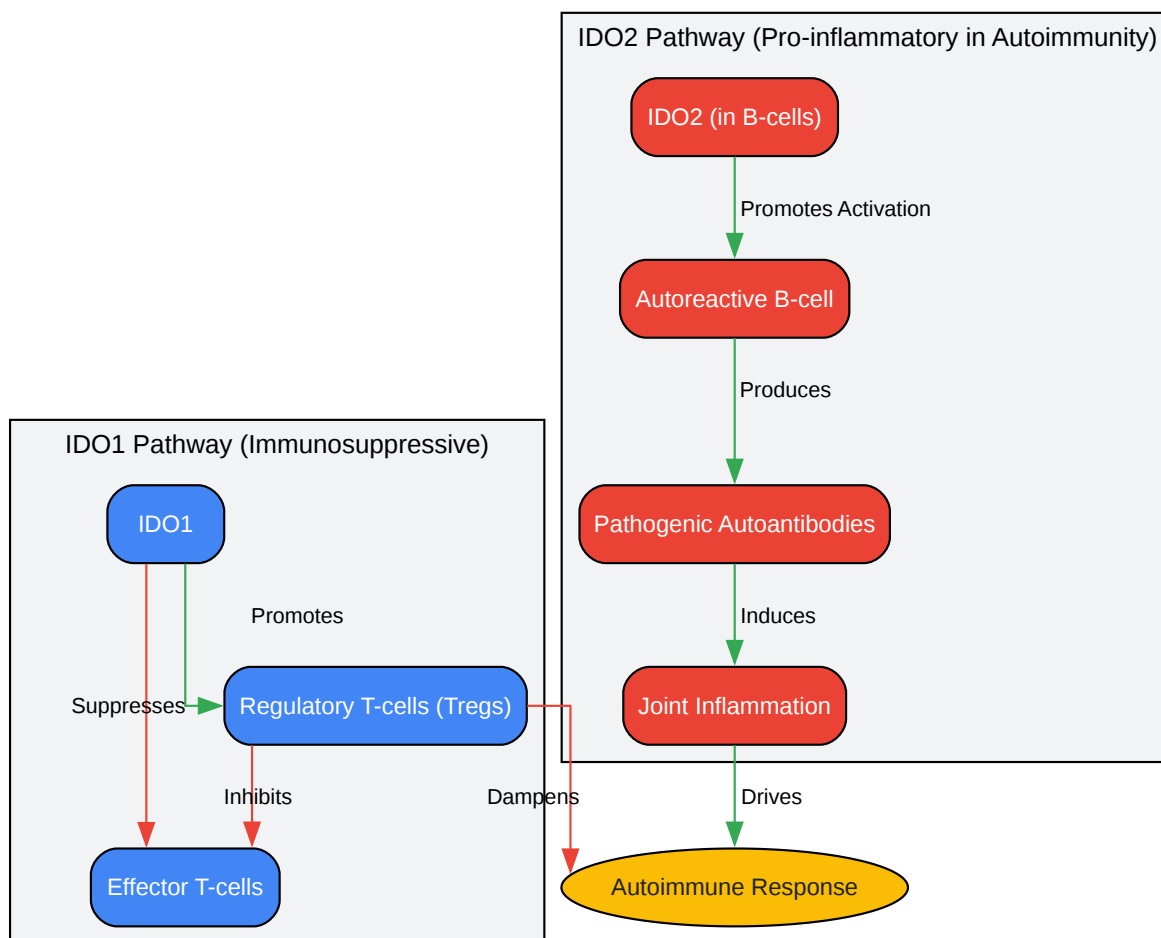 IDO2 Pathway (Pro-inflammatory in Autoimmunity)
IDO2 (in B-cells)
Promotes Activation
Autoreactive B-cell
Produces
IDO1 Pathway (Immunosuppressive)
IDO1
Pathogenic Autoantibodies
Promotes
Induces
Suppresses
Regulatory T-cells (Tregs)
Joint Inflammation
Inhibits
Dampens
Drives
Effector T-cells
Autoimmune Response